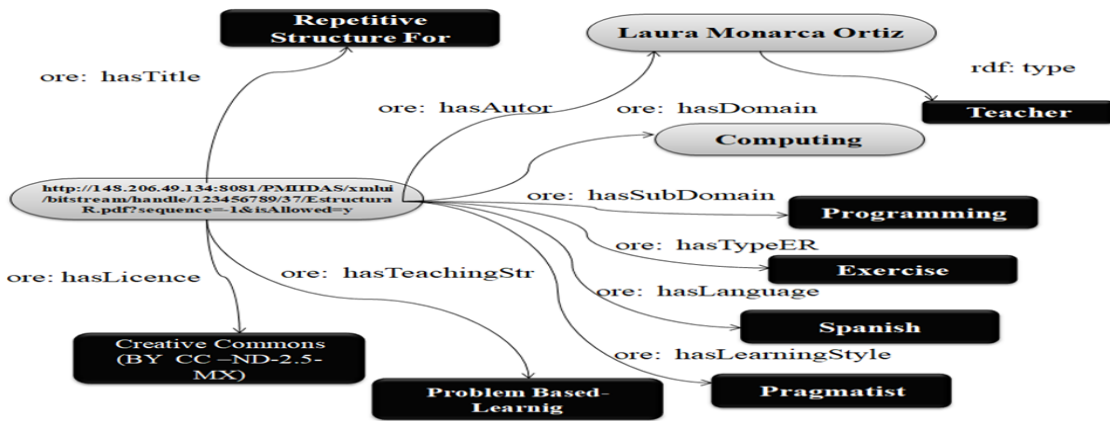 Repetitive
Structure For
Laura Monarca Ortiz
ore:  hasTitle
rdf: type
ore:  hasAutor
ore:  hasDomain
Teacher
Computing
http://148.206.49.134:8081/PMIIDAS/xmlui
/bitstream/handle/123456789/37/Estructura
R.pdf?sequence=-1&isAllowed=y
ore:  hasSubDomain
Programming
ore:  hasTypeER
Exercise
ore: hasLicence
ore:  hasTeachingStr
ore:  hasLanguage
Spanish
Creative Commons
(BY  CC –ND-2.5-
MX)
ore:  hasLearningStyle
Problem Based-
Learnig
Pragmatist